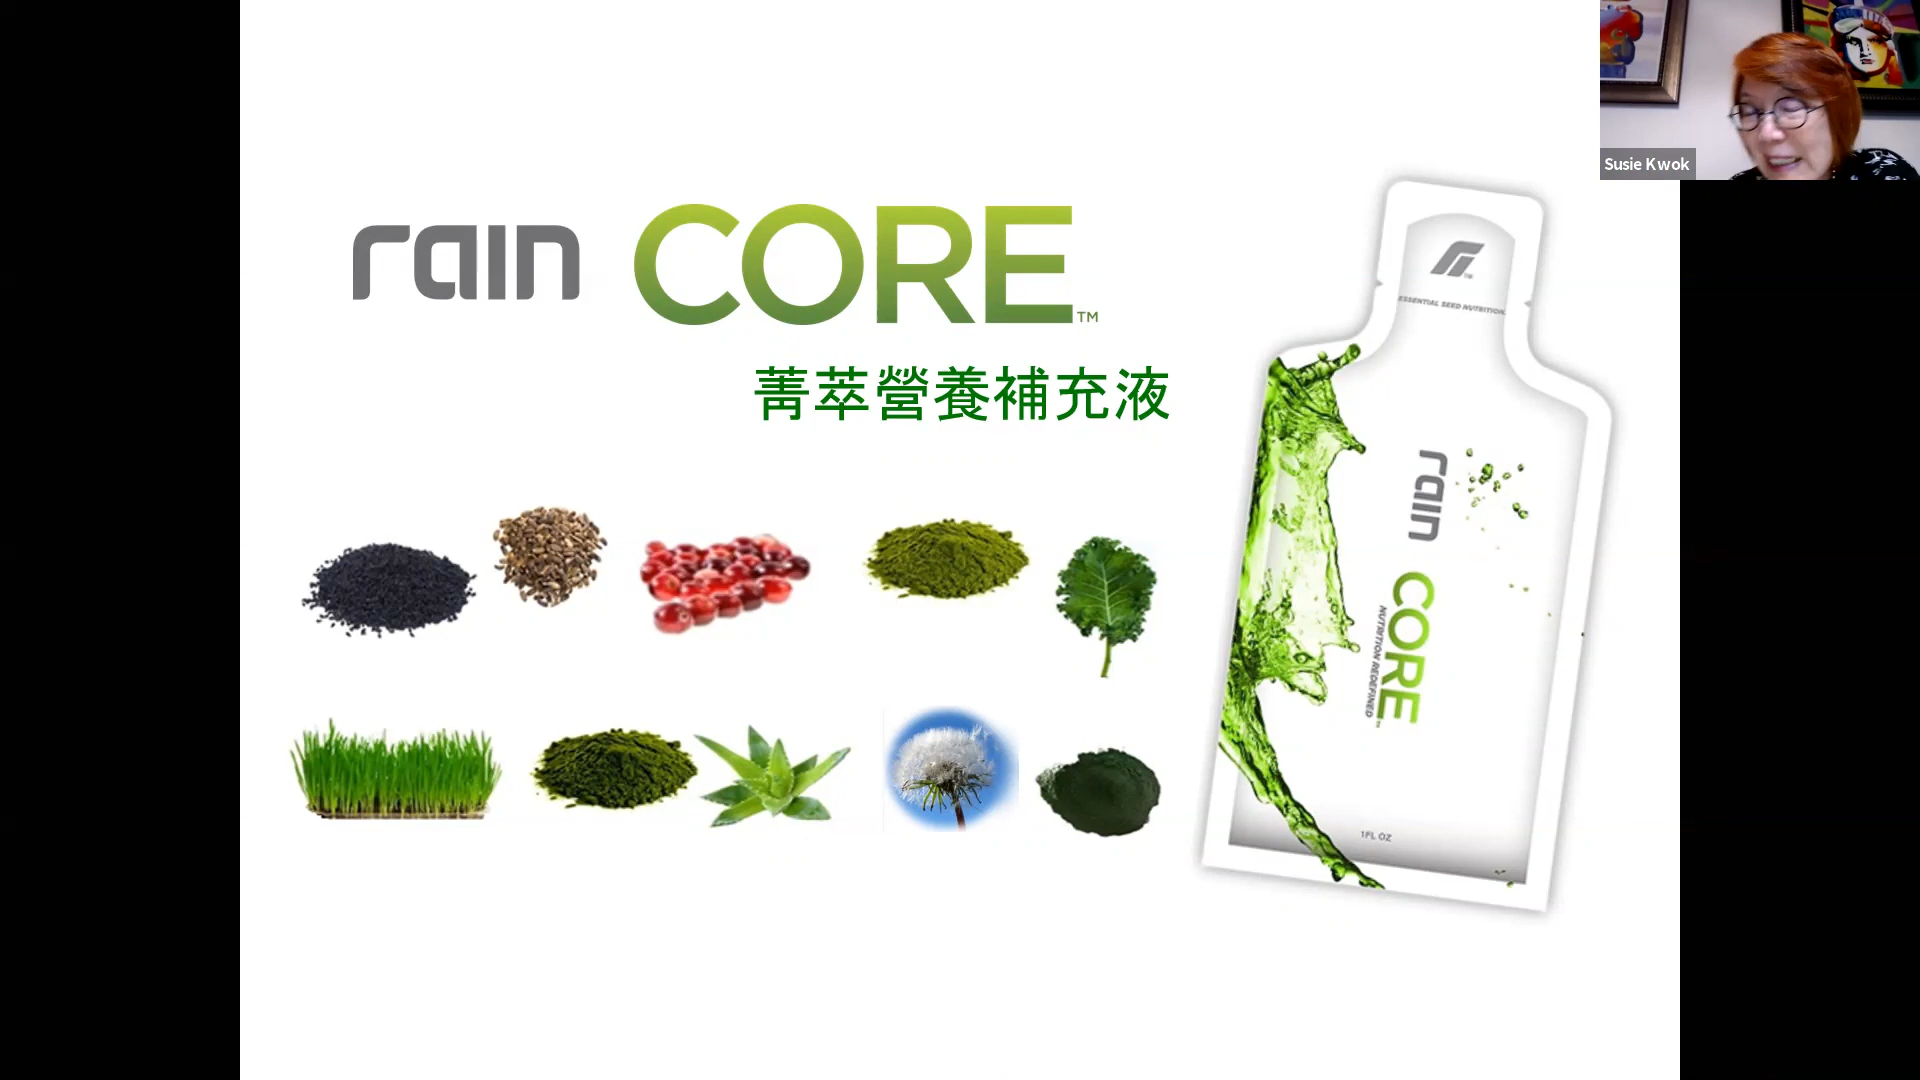 Susie Kwok
rain CORE™
菁萃營養補充液
ESSENTIAL SEED NUTRITION
rain CORE™
NUTRITION REDEFINED
1FL OZ